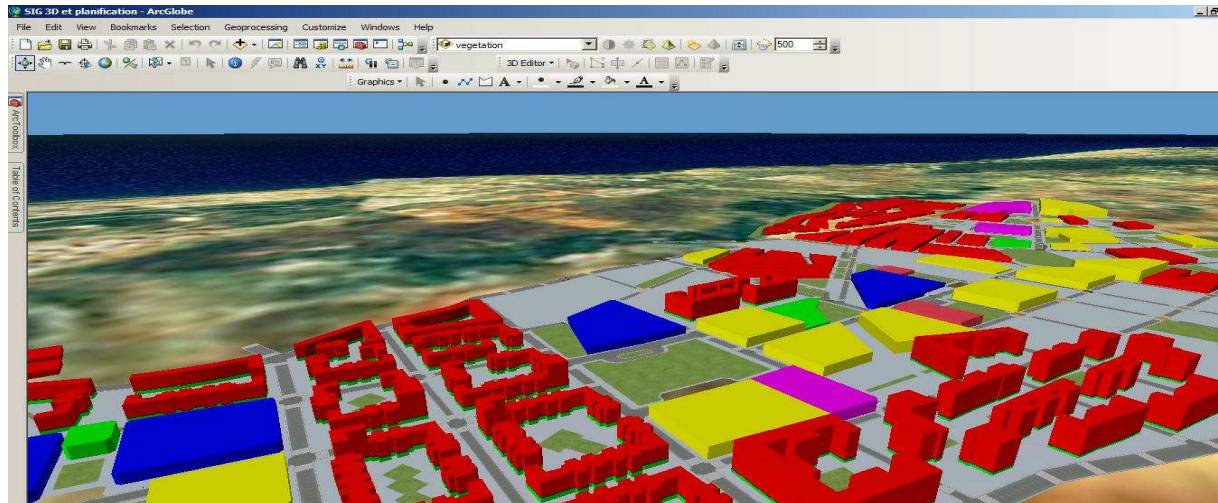 SIG 3D et planification - ArcGlobe
File Edit View Bookmarks Selection Geoprocessing Customize Windows Help
vegetation 500
3D Editor
Graphics A A
ArcToolbox
Table of Contents